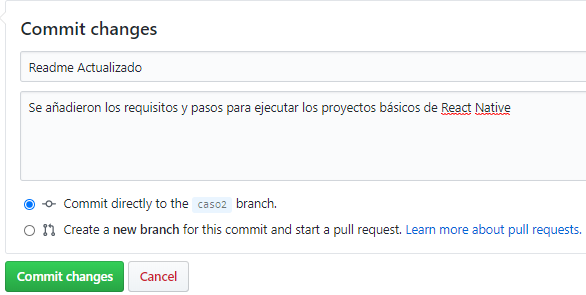 Commit changes
Readme Actualizado
Se añadieron los requisitos y pasos para ejecutar los proyectos básicos de React Native
Commit directly to the caso2 branch.
Create a new branch for this commit and start a pull request. Learn more about pull requests.
Commit changes Cancel